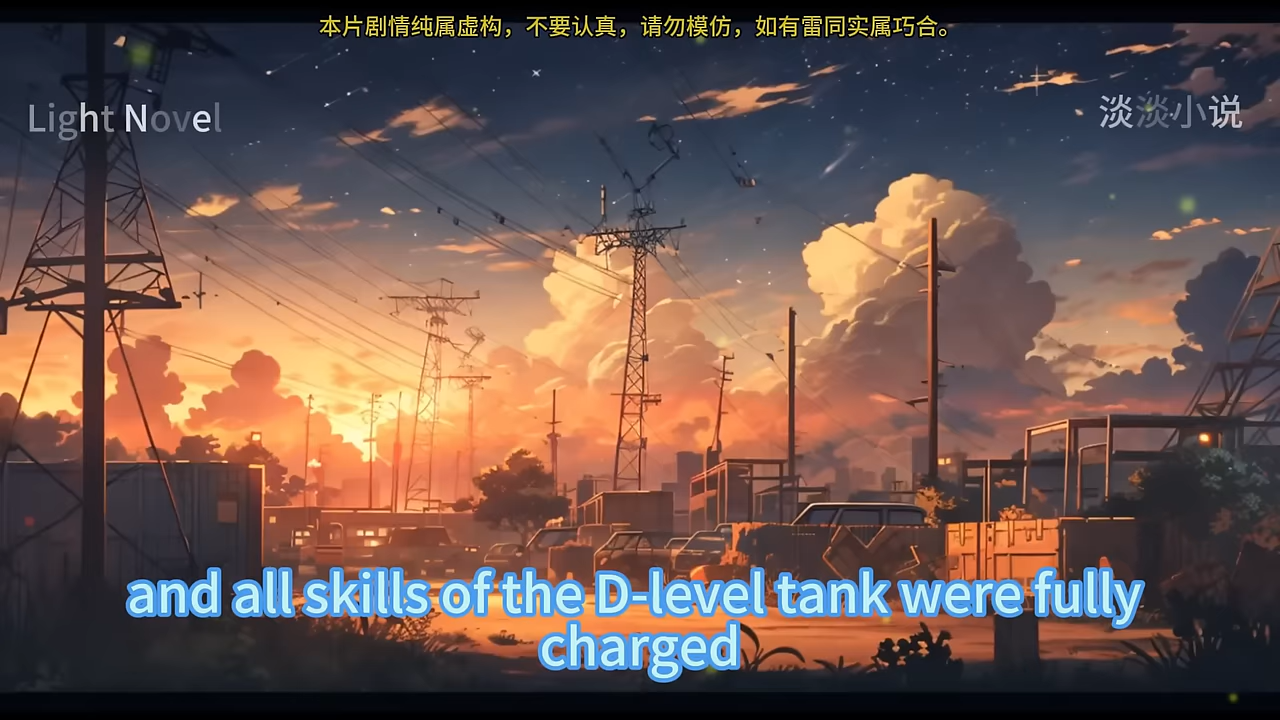 本片剧情纯属虚构，不要认真，请勿模仿，如有雷同实属巧合。
Light Novel
淡淡小说
and all skills of the D-level tank were fully
charged